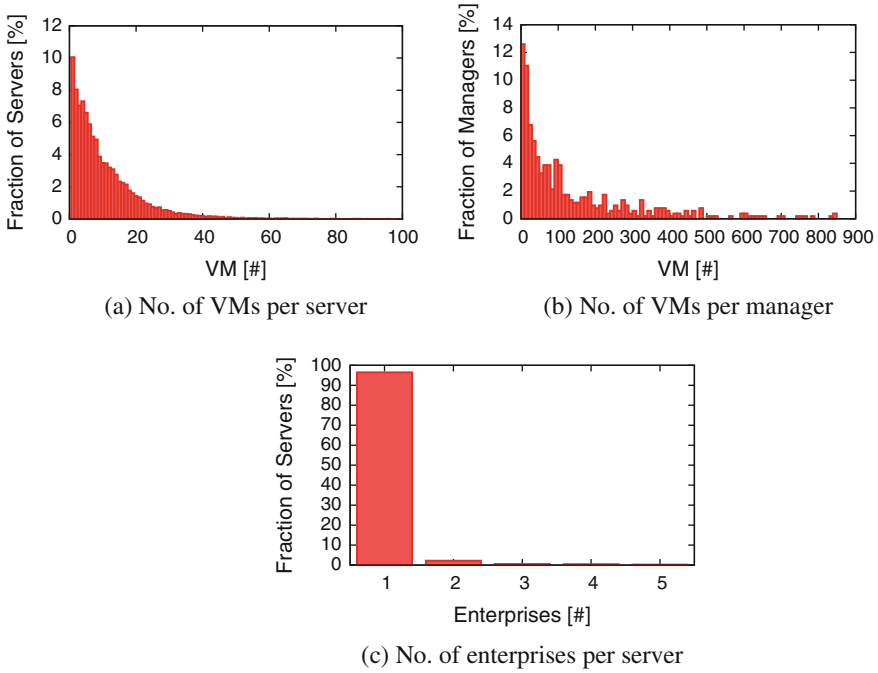 Fraction of Servers [%]
12
10
8
6
4
2
0
0 20 40 60 80 100
VM [#]
(a) No. of VMs per server
Fraction of Managers [%]
14
12
10
8
6
4
2
0
0 100 200 300 400 500 600 700 800 900
VM [#]
(b) No. of VMs per manager
Fraction of Servers [%]
100
90
80
70
60
50
40
30
20
10
0
1 2 3 4 5
Enterprises [#]
(c) No. of enterprises per server